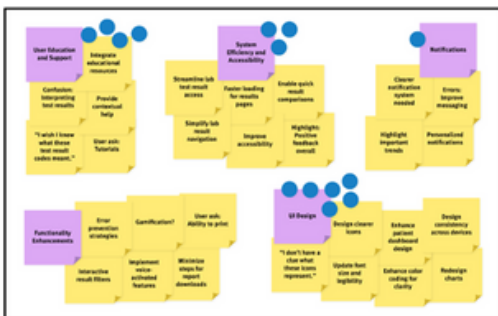 User Education
and Support
Integrate
educational
resources
Confusion:
Interpreting
test results
Provide
contextual
help
"I wish I knew
what these
test result
codes meant."
User ask:
Tutorials
System
Efficiency and
Accessibility
Streamline lab
test result
access
Faster loading
for results
pages
Enable quick
result
comparisons
Simplify lab
result
navigation
Improve
accessibility
Highlight:
Positive
feedback
overall
Notifications
Clearer
notification
system
needed
Errors:
Improve
messaging
Highlight
important
trends
Personalized
notifications
Functionality
Enhancements
Error
prevention
strategies
Gamification?
User ask:
Ability to print
Interactive
result filters
Implement
voice-
activated
features
Minimize
steps for
report
downloads
UI Design
Design clearer
icons
Enhance
patient
dashboard
design
Design
consistency
across devices
"I don't have a
clue what
these icons
represent."
Update font
size and
legibility
Enhance color
coding for
clarity
Redesign
charts